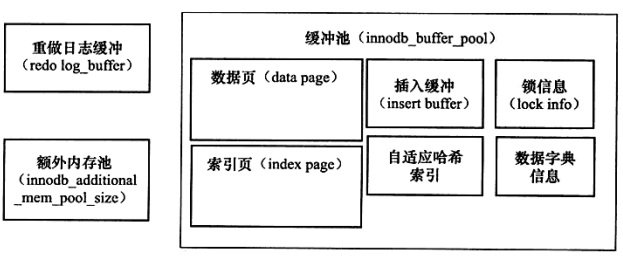 重做日志缓冲
（redo log_buffer）
额外内存池
（innodb_additional
_mem_pool_size）
缓冲池（innodb_buffer_pool）
数据页（data page）
插入缓冲
（insert buffer）
锁信息
（lock info）
索引页（index page）
自适应哈希
索引
数据字典
信息